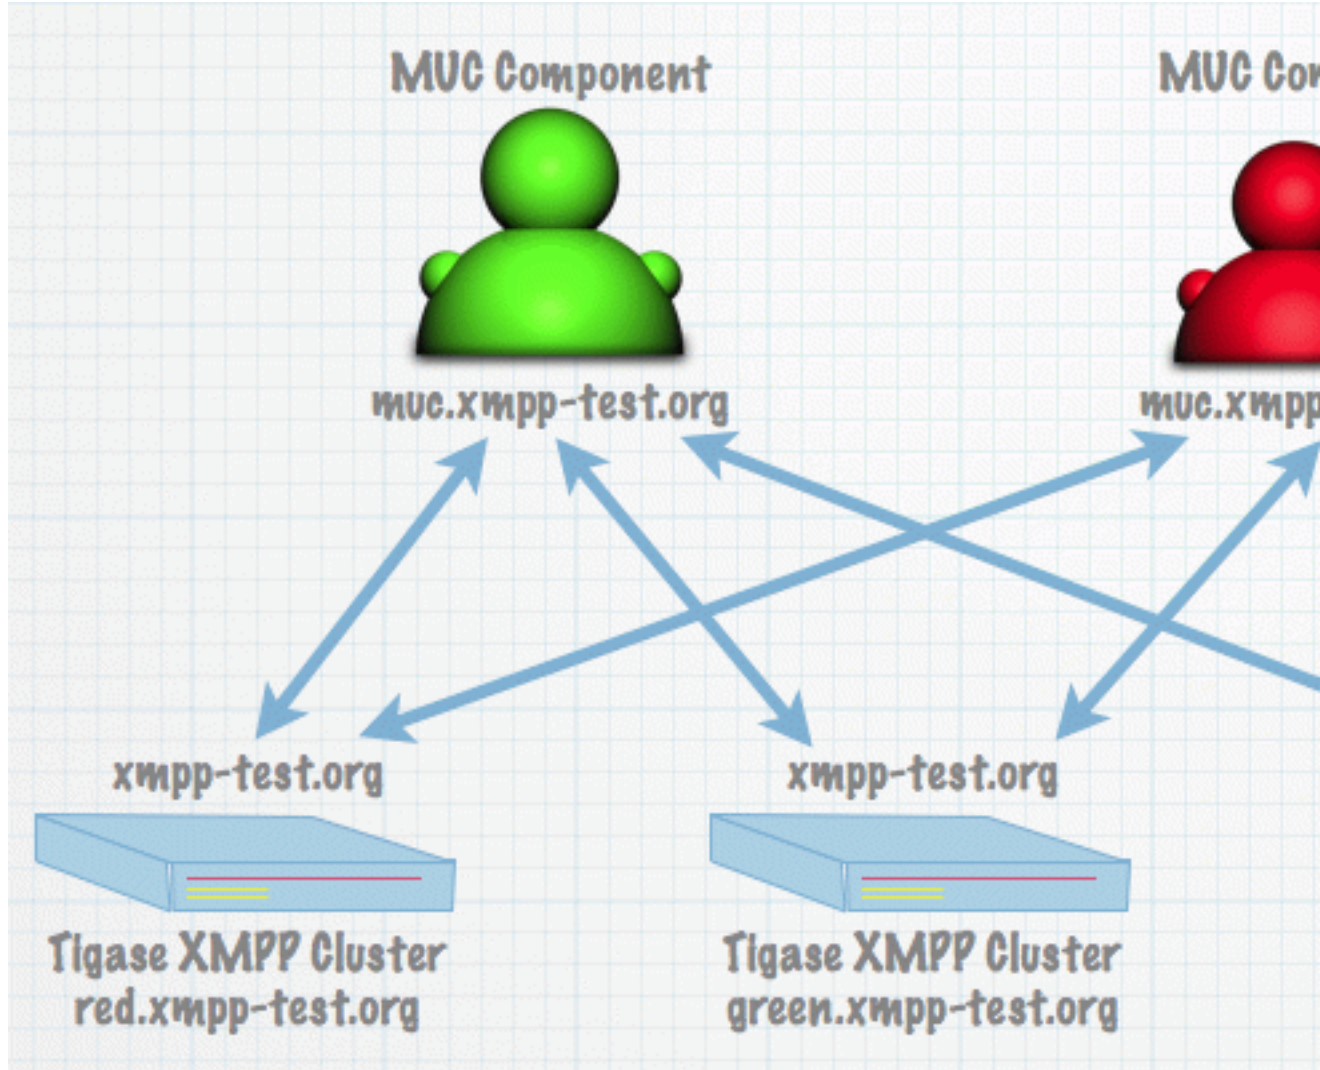 MUC Component
MUC
muc.xmpp-test.org
xmpp-test.org
xmpp-test.org
Tigase XMPP Cluster
red.xmpp-test.org
Tigase XMPP Cluster
green.xmpp-test.org